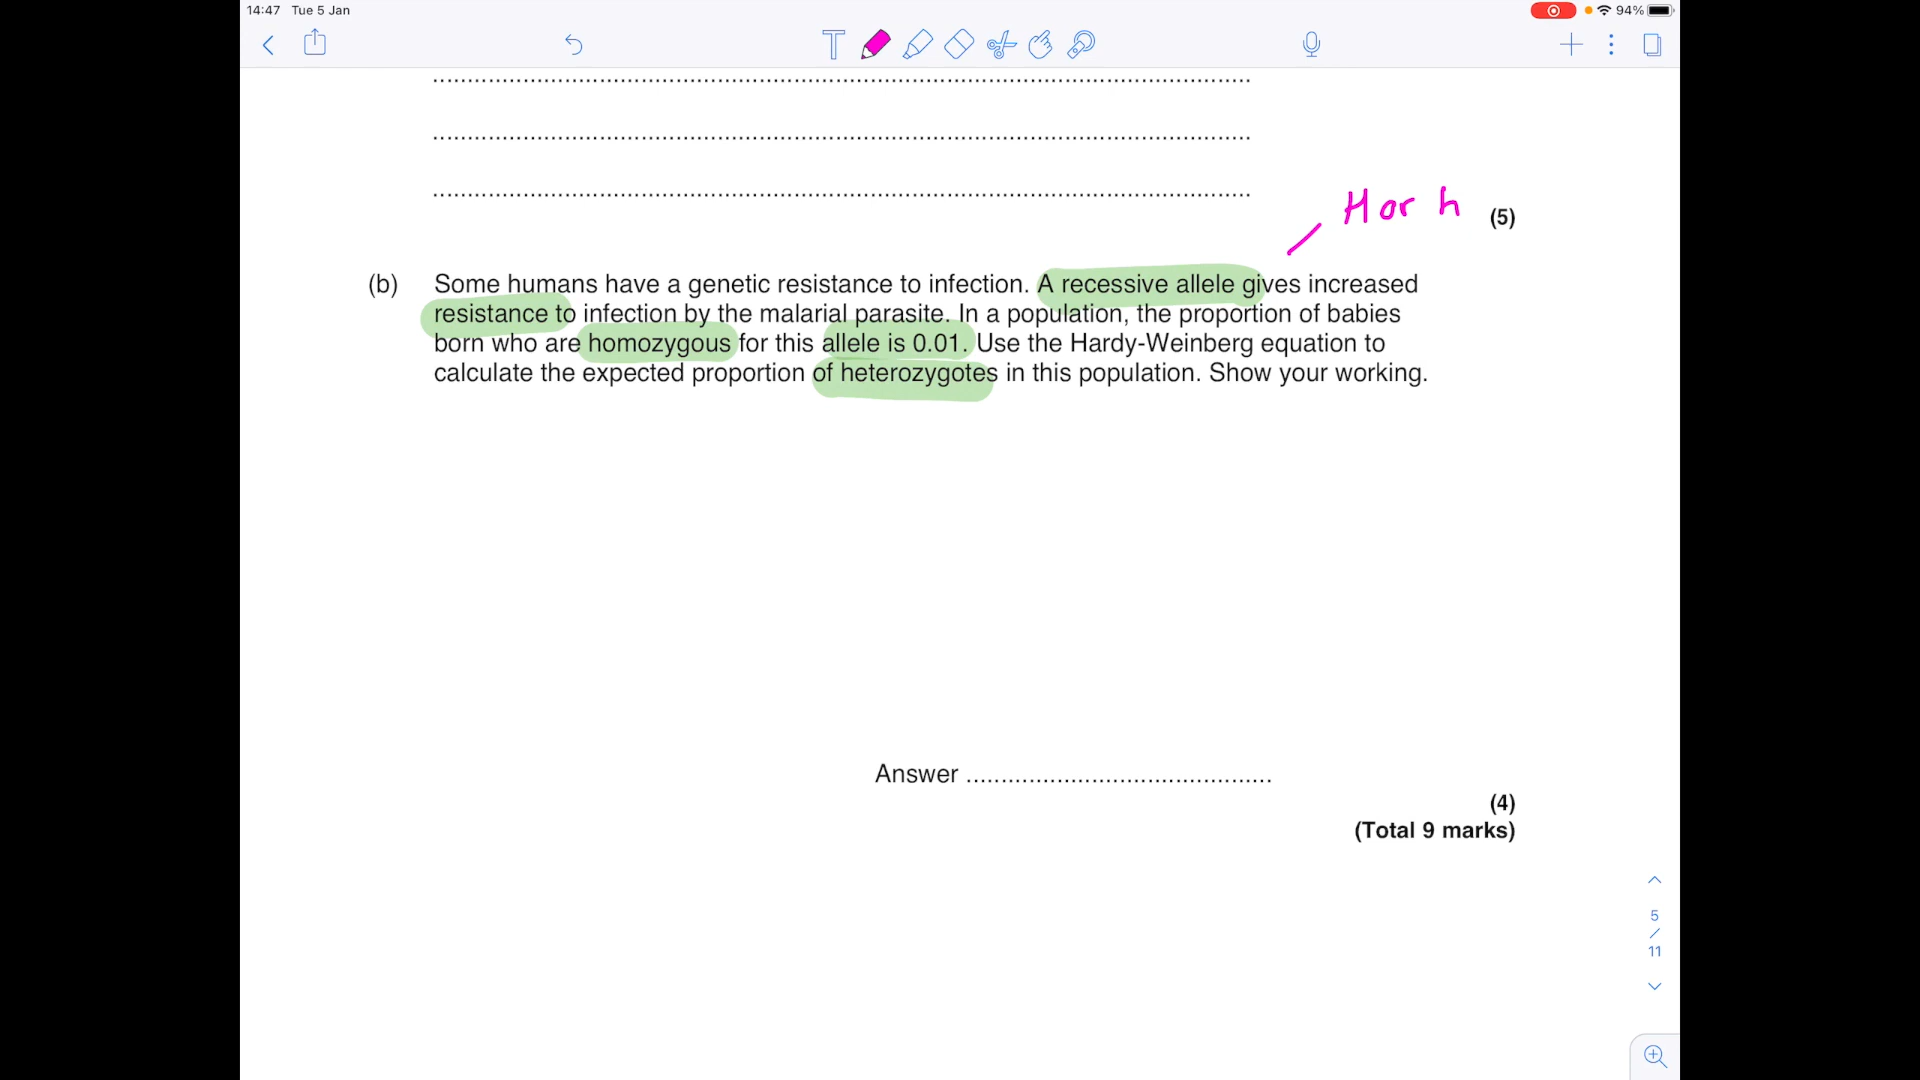 14:47 Tue 5 Jan
94%
T
H or h
(5)
(b) Some humans have a genetic resistance to infection. A recessive allele gives increased
resistance to infection by the malarial parasite. In a population, the proportion of babies
born who are homozygous for this allele is 0.01. Use the Hardy-Weinberg equation to
calculate the expected proportion of heterozygotes in this population. Show your working.
Answer ............................................
(4)
(Total 9 marks)
5
/
11